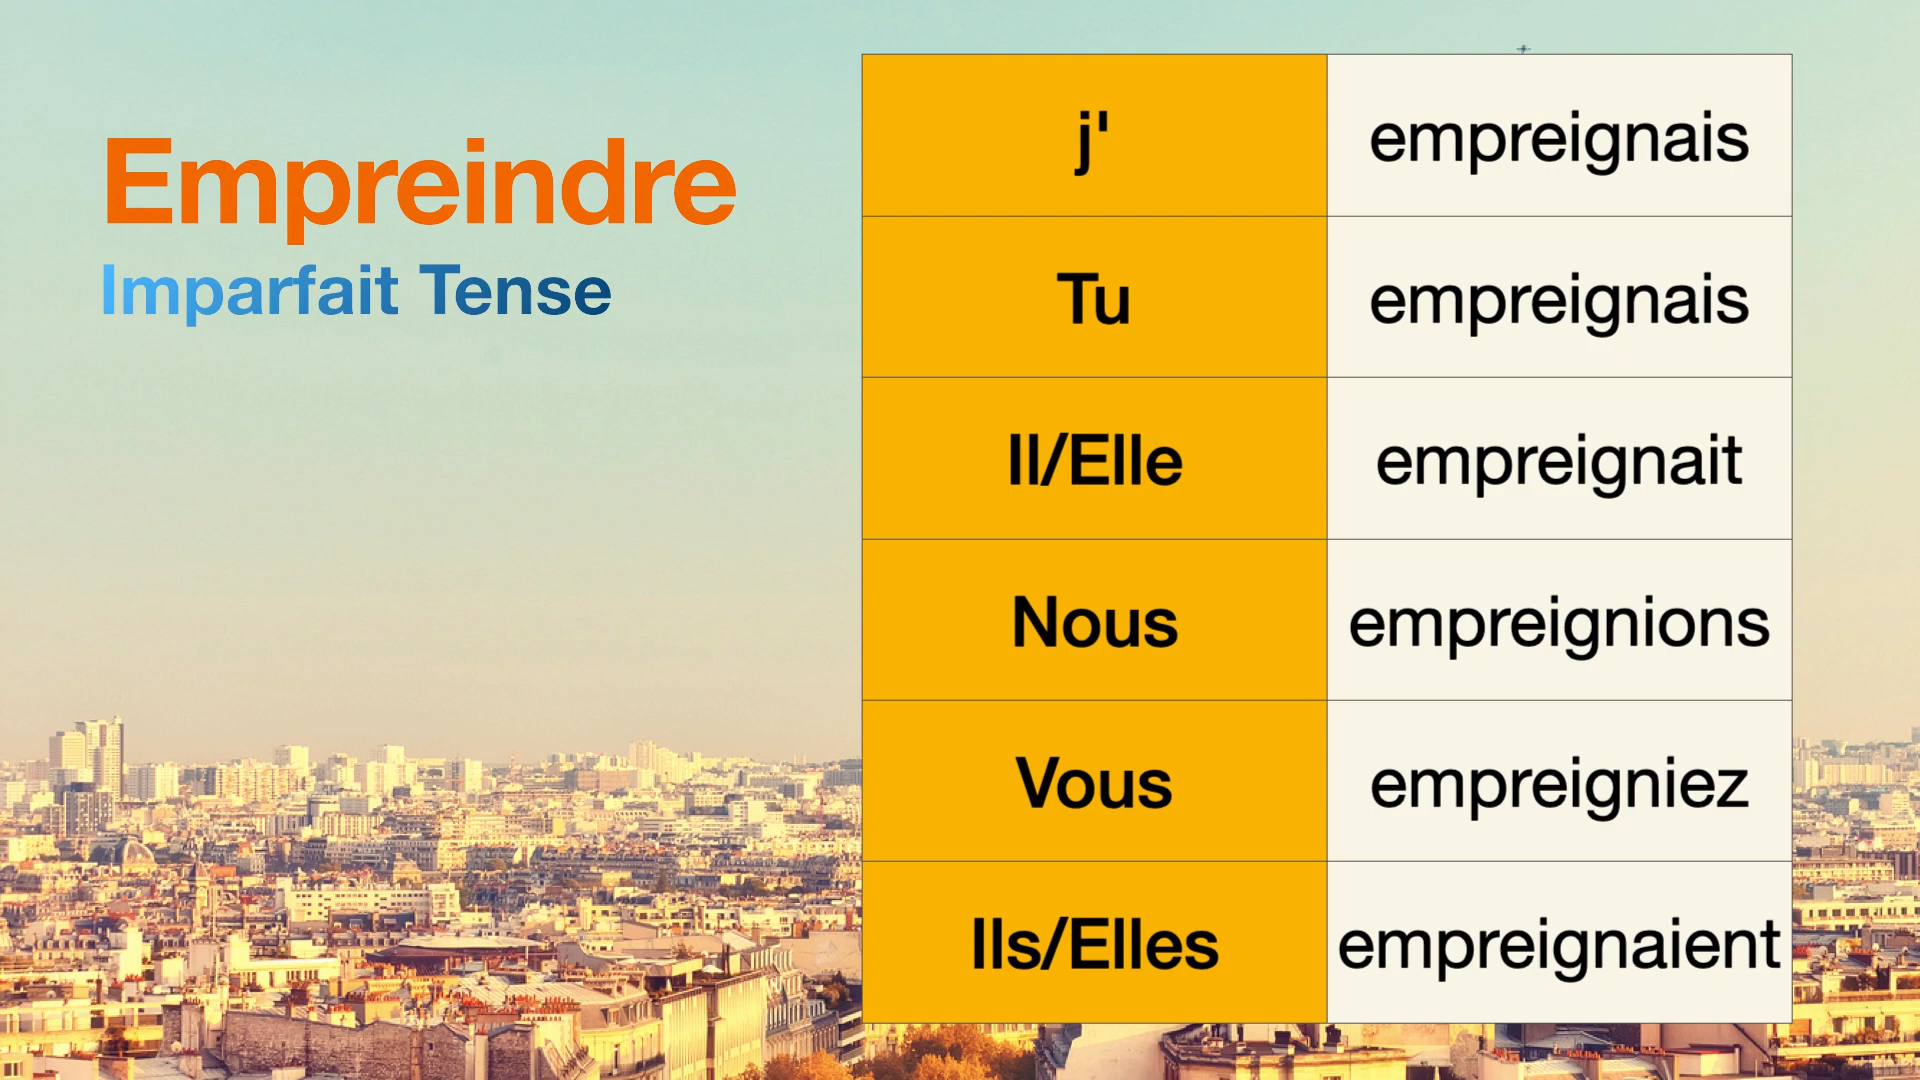 Empreindre
Imparfait Tense
j' empreignais
Tu empreignais
Il/Elle empreignait
Nous empreignions
Vous empreigniez
Ils/Elles empreignaient